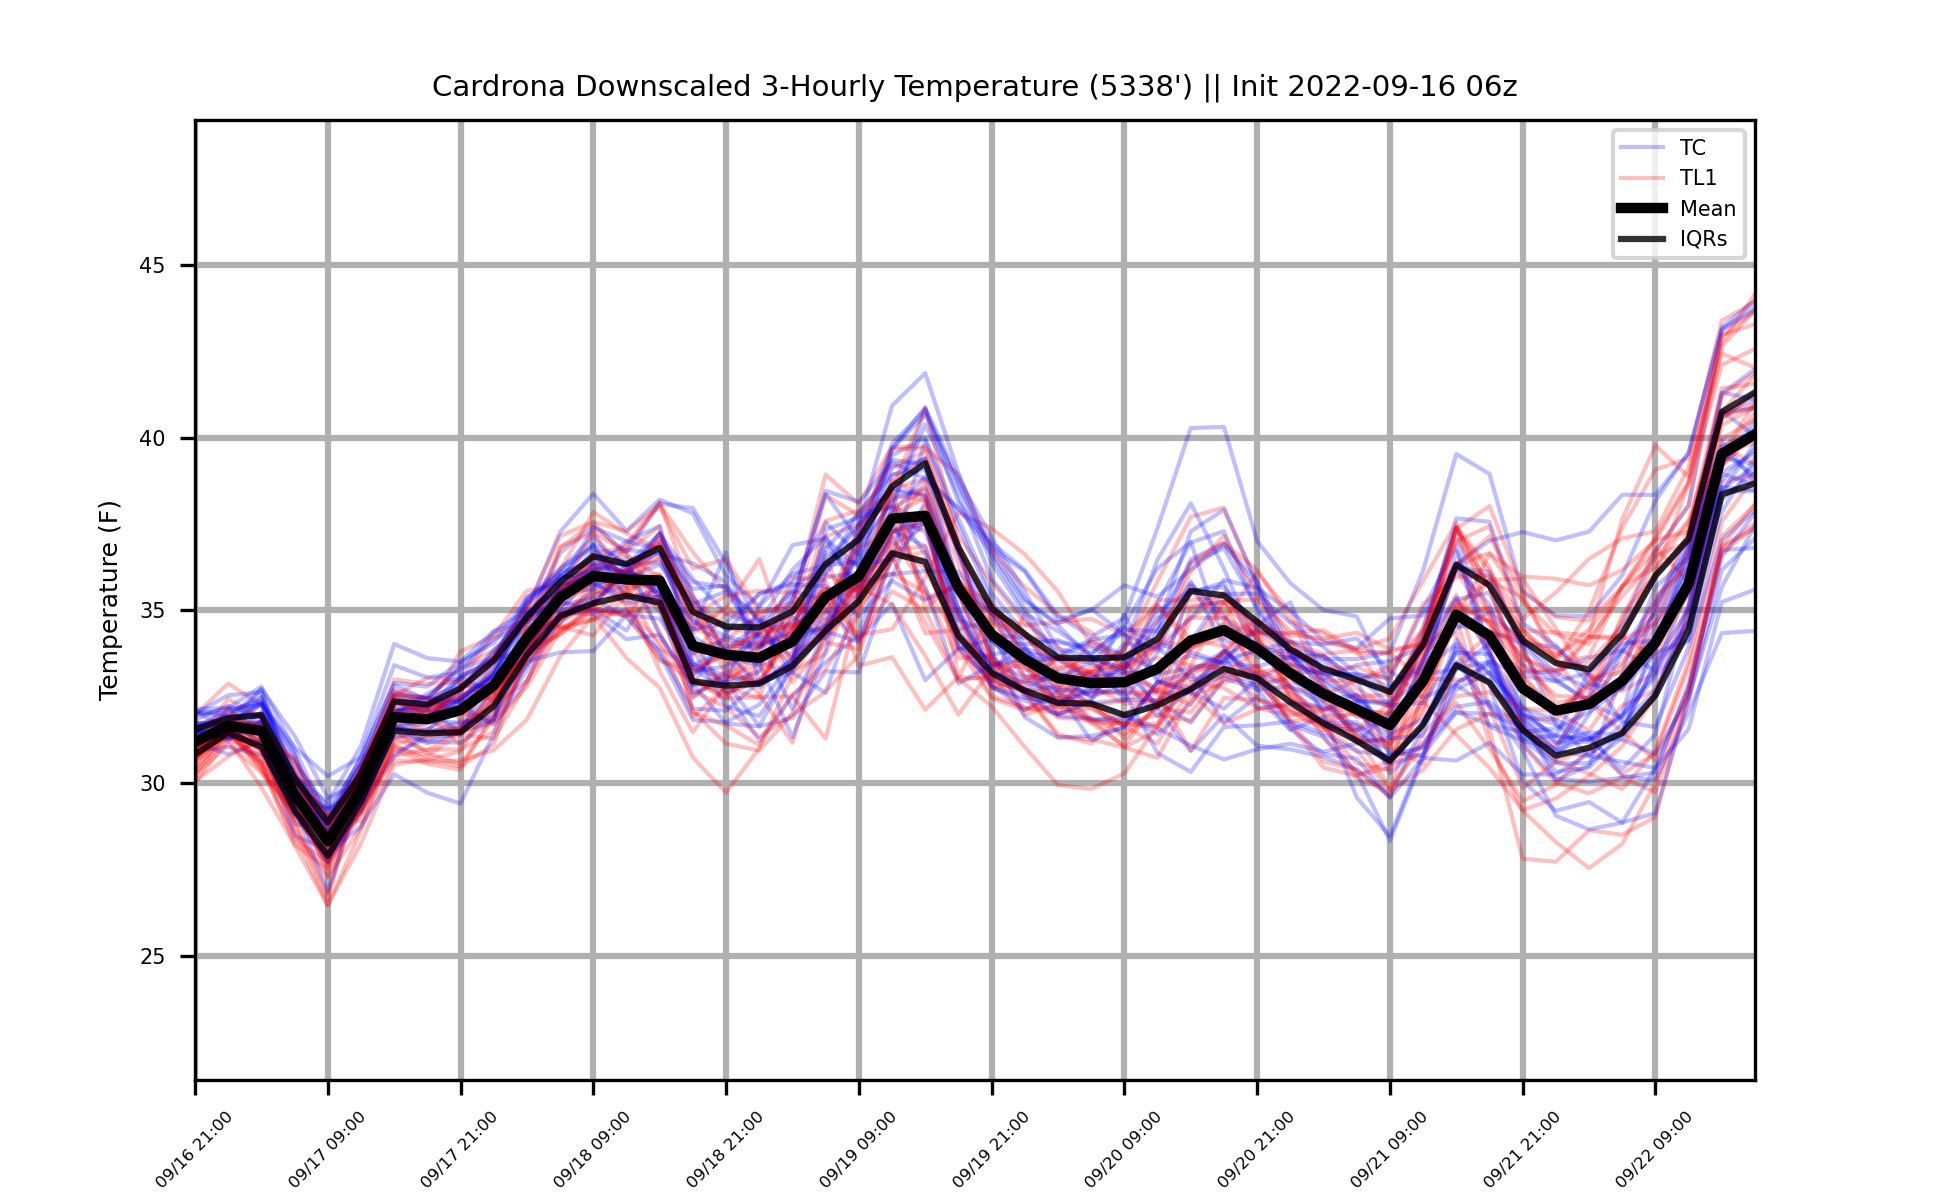 Cardrona Downscaled 3-Hourly Temperature (5338') || Init 2022-09-16 06z
TC
TL1
Mean
IQRs
Temperature (F)
45
40
35
30
25
09/16 21:00
09/17 09:00
09/17 21:00
09/18 09:00
09/18 21:00
09/19 09:00
09/19 21:00
09/20 09:00
09/20 21:00
09/21 09:00
09/21 21:00
09/22 09:00